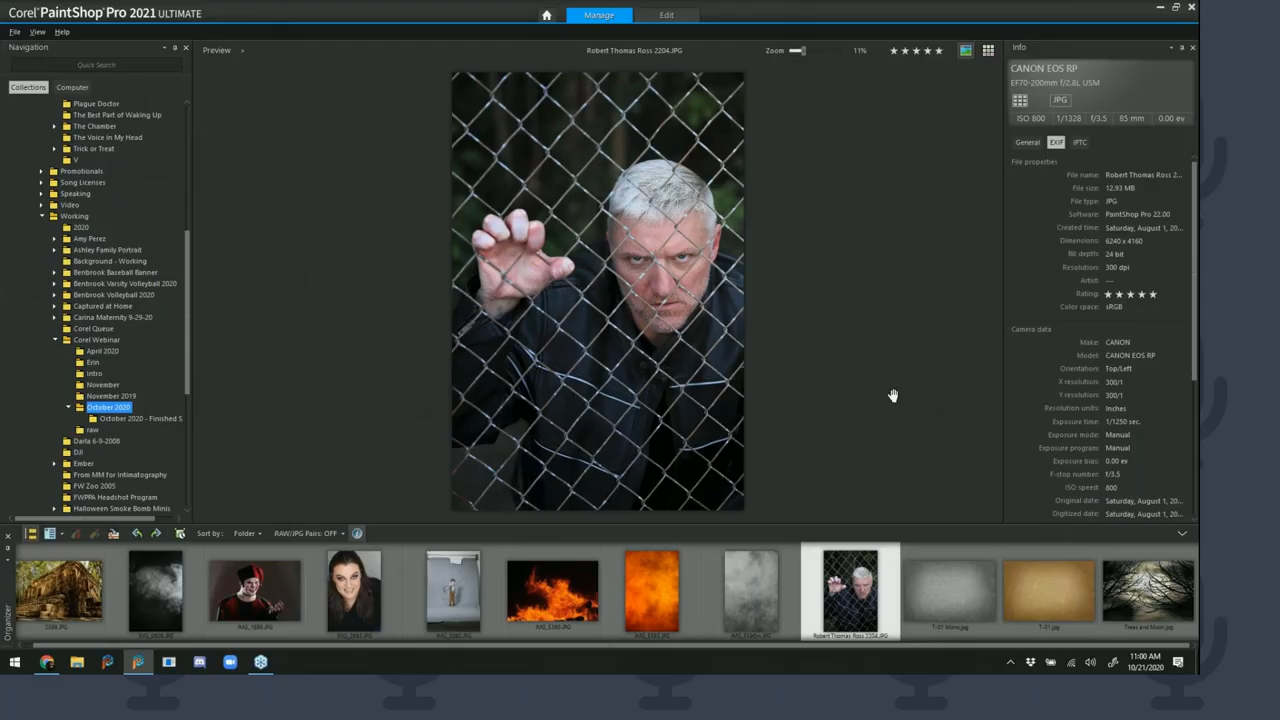 Corel PaintShop Pro 2021 ULTIMATE
Manage
Edit
File View Help
Navigation
Quick Search
Collections
Computer
Plague Doctor
The Best Part of Waking Up
The Chamber
The Voice in My Head
Trick or Treat
V
Promotionals
Song Licenses
Speaking
Video
Working
2020
Amy Perez
Ashley Family Portrait
Background - Working
Benbrook Baseball Banner
Benbrook Varsity Volleyball 2020
Benbrook Volleyball 2020
Captured at Home
Carina Maternity 9-29-20
Corel Queue
Corel Webinar
April 2020
Erin
Intro
November
November 2019
October 2020
October 2020 - Finished S
raw
Darla 6-9-2008
DJI
Ember
From MM for Intimatography
FW Zoo 2005
FWPPA Headshot Program
Halloween Smoke Bomb Minis
Preview
Robert Thomas Ross 2204.JPG
Zoom
11%
Info
CANON EOS RP
EF70-200mm f/2.8L USM
JPG
ISO 800 1/1328 f/3.5 85 mm 0.00 ev
General EXIF IPTC
File properties
File name: Robert Thomas Ross 2...
File size: 12.93 MB
File type: JPG
Software: PaintShop Pro 22.00
Created time: Saturday, August 1, 20...
Dimensions: 6240 x 4160
Bit depth: 24 bit
Resolution: 300 dpi
Artist: ---
Rating:
Color space: sRGB
Camera data
Make: CANON
Model: CANON EOS RP
Orientation: Top/Left
X resolution: 300/1
Y resolution: 300/1
Resolution units: Inches
Exposure time: 1/1250 sec.
Exposure mode: Manual
Exposure program: Manual
Exposure bias: 0.00 ev
F-stop number: f/3.5
ISO speed: 800
Original date: Saturday, August 1, 20...
Digitized date: Saturday, August 1, 20...
Organizer
Sort by: Folder
RAW/JPG Pairs: OFF
Robert Thomas Ross 2204.JPG
T-01 Mono.jpg
T-01.jpg
Trees and Moon.jpg
11:00 AM
10/21/2020